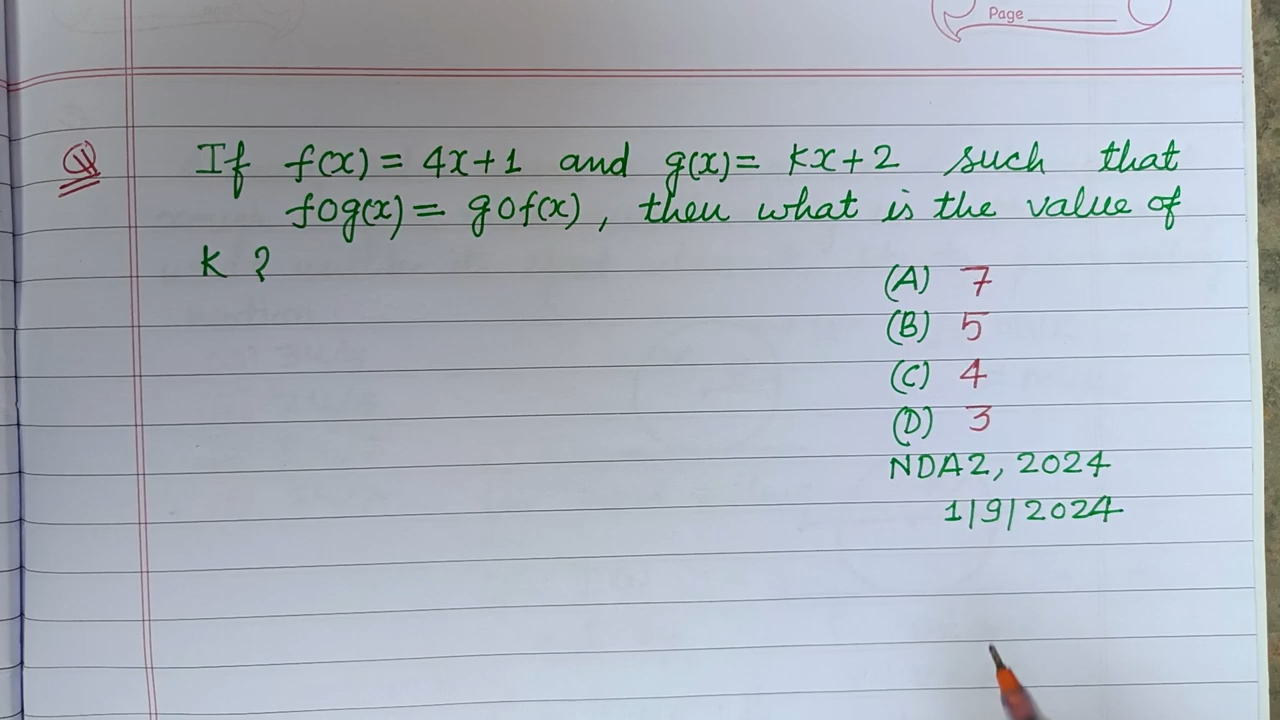 Page
Q If f(x) = 4x+1 and g(x) = kx+2 such that
fog(x) = gof(x), then what is the value of
k ?
(A) 7
(B) 5
(C) 4
(D) 3
NDA2, 2024
1/9/2024